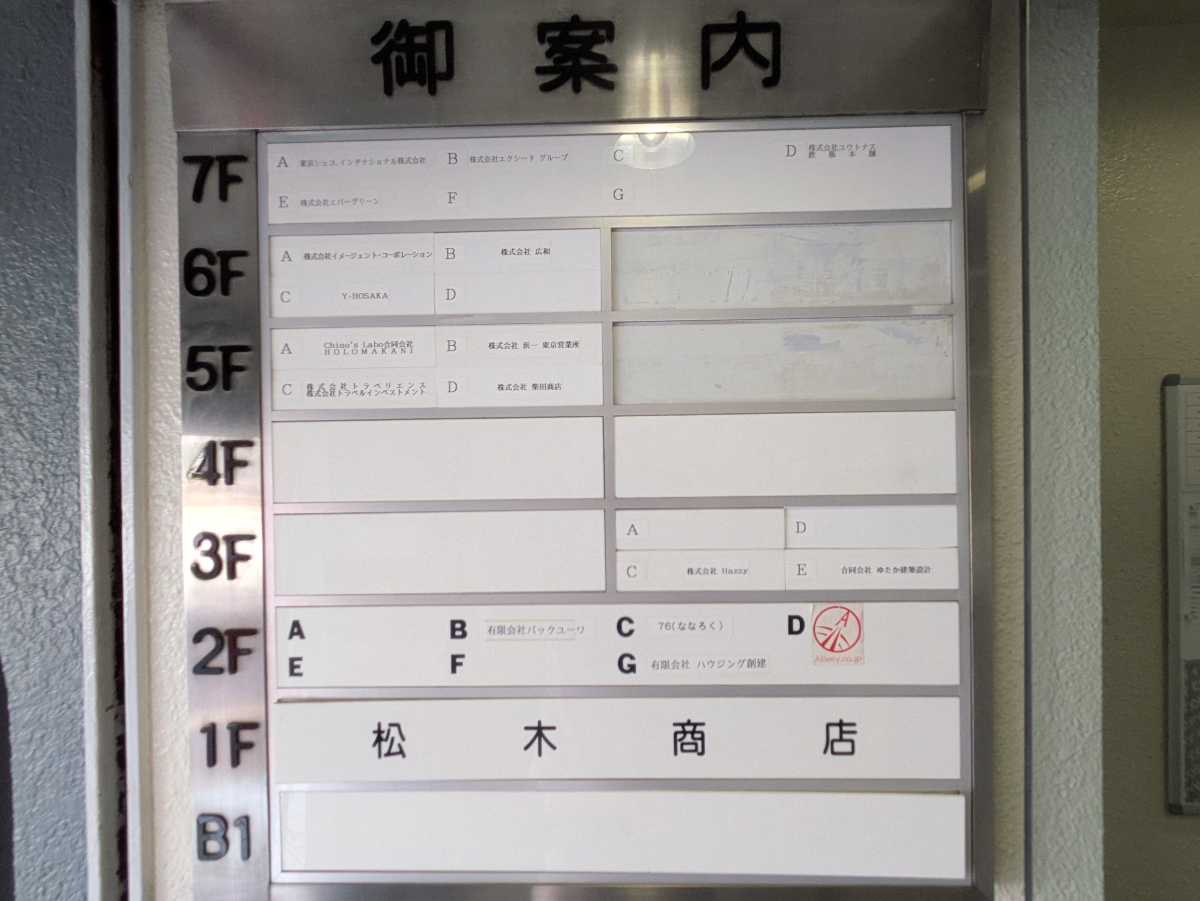 御案内
7F
A 東京シュコ、インタナショナル株式会社 B 株式会社エクシード グループ C D 株式会社ユウトナス
鉄板本舗
E 株式会社エバーグリーン F G
6F
A 株式会社イメージェント・コーポレーション B 株式会社 広和
C Y-HOSAKA D
5F
A Chino's Labo合同会社
HOLOMAKANI
B 株式会社 浜一 東京営業所
C 株式会社トラベリエンス
株式会社トラベルインベストメント
D 株式会社 柴田商店
4F
3F
A D
C 株式会社 Hazzy E 合同会社 ゆたか建築設計
2F
A B 有限会社バックユーワ C 76(ななろく) D A
ABeey.co.jp
E F G 有限会社 ハウジング創建
1F 松木商店
B1